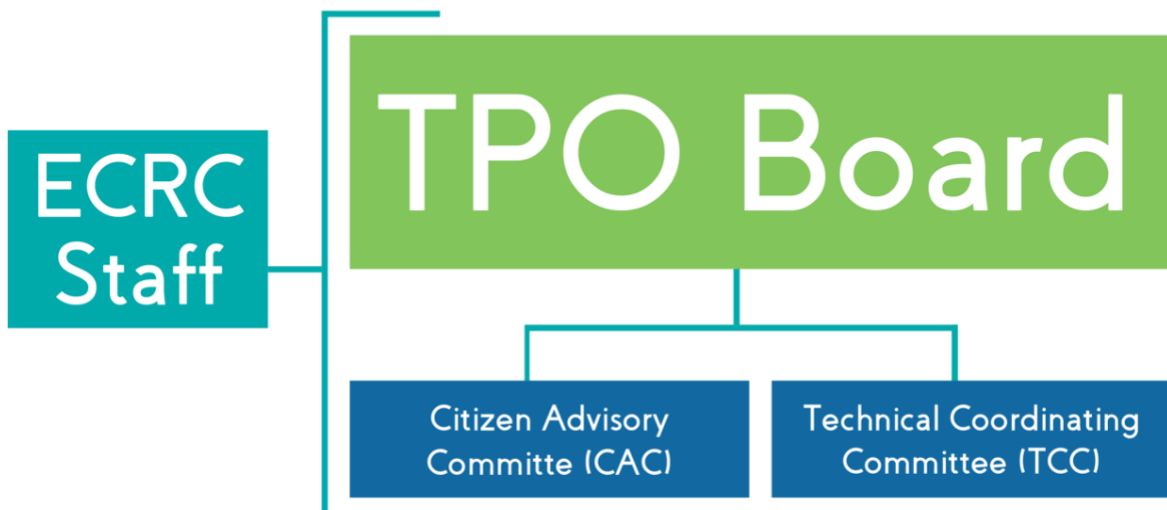 ECRC
Staff
TPO Board
Citizen Advisory
Committe (CAC)
Technical Coordinating
Committee (TCC)